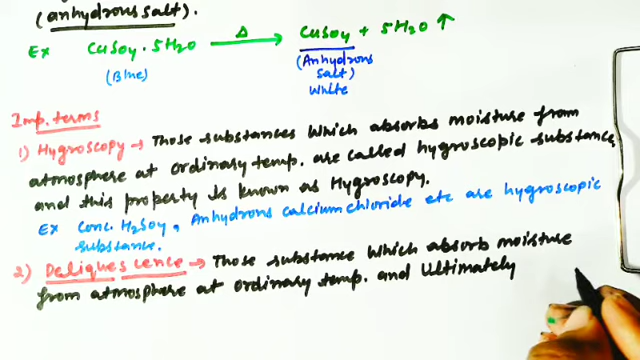 (anhydrous salt).
Ex CuSO4 · 5H2O Δ→ CuSO4 + 5H2O ↑
(Blue) (Anhydrous
salt)
White
Imp. terms
1) Hygroscopy → Those substances which absorbs moisture from
atmosphere at ordinary temp. are called hygroscopic substance,
and this property is known as Hygroscopy.
Ex Conc. H2SO4, Anhydrous calcium chloride etc are hygroscopic
substance.
2) Deliquescence → Those substance which absorb moisture
from atmosphere at ordinary temp. and Ultimately